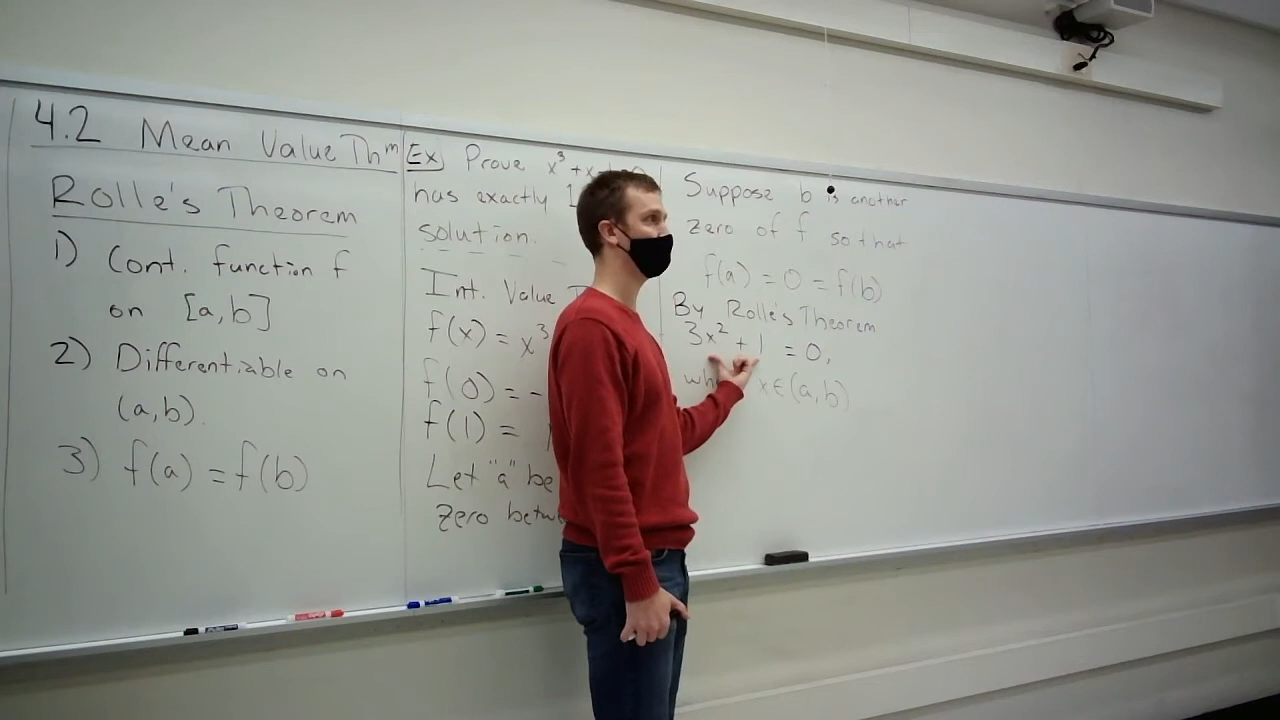 4.2 Mean Value Thm
Rolle's Theorem
1) Cont. function f
on [a,b]
2) Differentiable on
(a,b).
3) f(a) = f(b)
Ex Prove x³ + x
has exactly 1
solution.
Int. Value
f(x) = x³
f(0) = -
f(1) =
Let "a" be
zero
Suppose b is another
zero of f so that
f(a) = 0 = f(b)
By Rolle's Theorem
3x² + 1 = 0,
x∈(a,b)